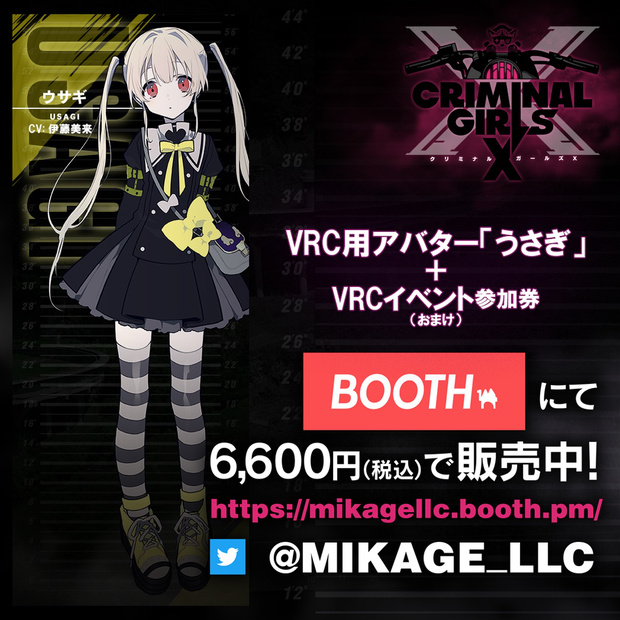 USAGI
ウサギ
USAGI
CV: 伊藤美来
CRIMINAL
GIRLS
X
クリミナルガールズX
VRC用アバター「うさぎ」
＋
VRCイベント参加券
(おまけ)
BOOTH にて
6,600円(税込)で販売中!
https://mikagellc.booth.pm/
@MIKAGE_LLC